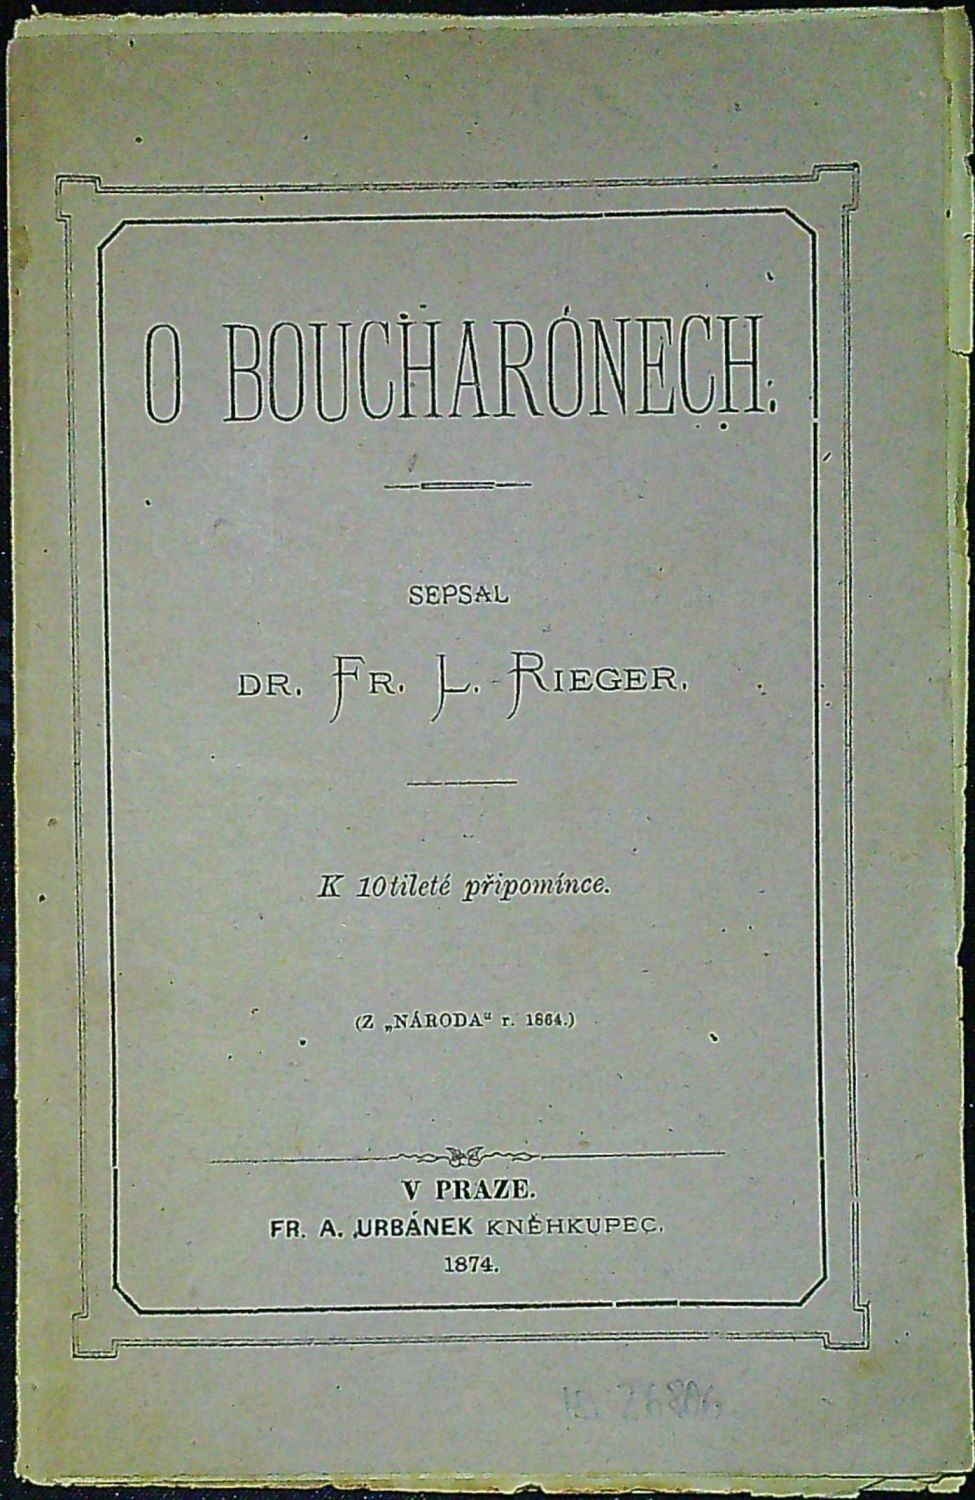 O BOUCHARÓNECH.
SEPSAL
DR. FR. L. RIEGER.
K 10tileté připomínce.
(Z „NÁRODA“ r. 1864.)
V PRAZE.
FR. A. URBÁNEK KNĚHKUPEC.
1874.